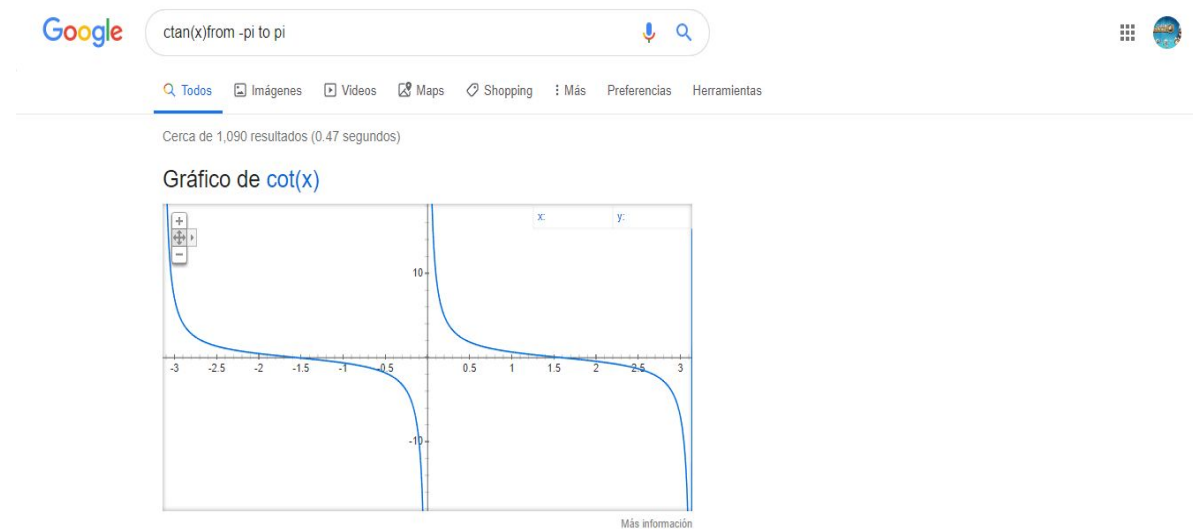 Google
ctan(x)from -pi to pi
Todos Imágenes Videos Maps Shopping Más Preferencias Herramientas
Cerca de 1,090 resultados (0.47 segundos)
Gráfico de cot(x)
x: y:
10
-3 -2.5 -2 -1.5 -1 -0.5 0.5 1 1.5 2 2.5 3
-10
Más información